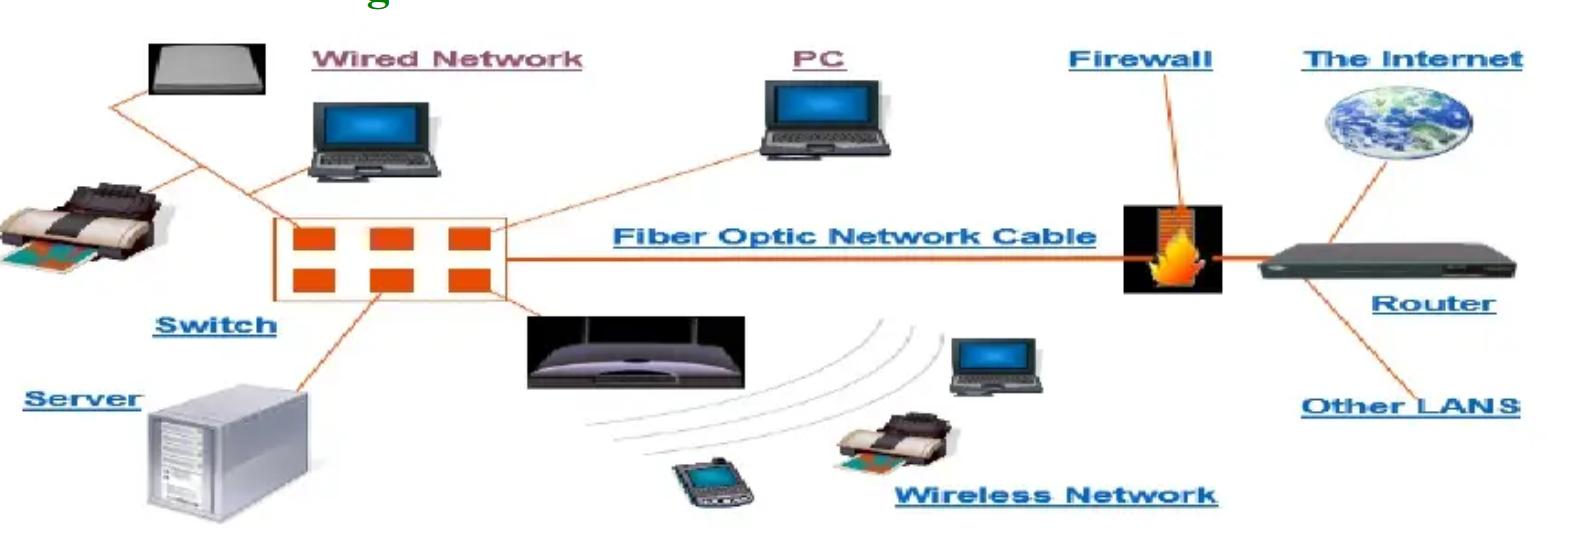 Wired Network
PC
Firewall
The Internet
Fiber Optic Network Cable
Router
Switch
Server
Other LANS
Wireless Network